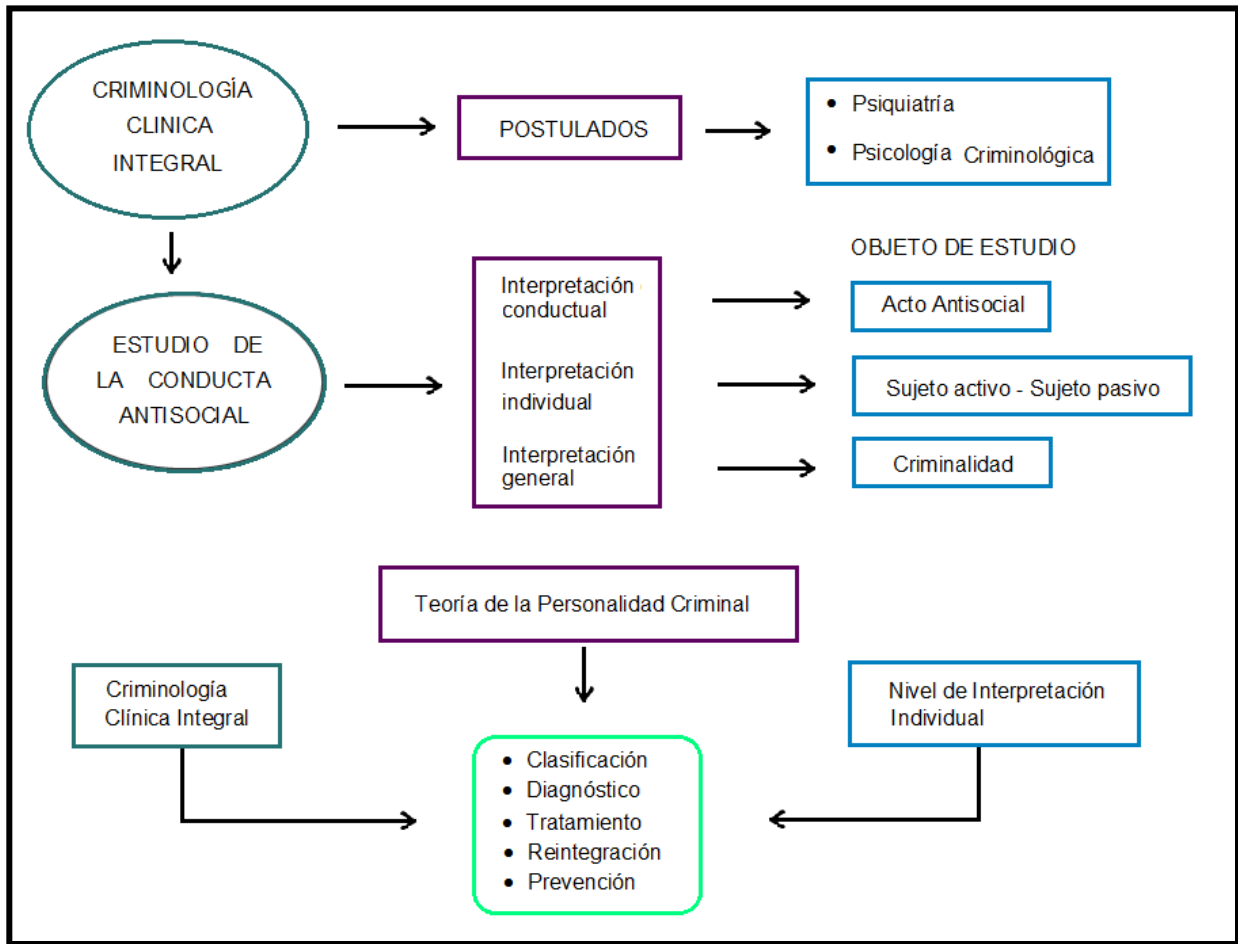 CRIMINOLOGÍA
CLINICA
INTEGRAL
POSTULADOS
• Psiquiatría
• Psicología Criminológica
ESTUDIO DE
LA CONDUCTA
ANTISOCIAL
Interpretación
conductual
Interpretación
individual
Interpretación
general
OBJETO DE ESTUDIO
Acto Antisocial
Sujeto activo - Sujeto pasivo
Criminalidad
Teoría de la Personalidad Criminal
Criminología
Clínica Integral
Nivel de Interpretación
Individual
• Clasificación
• Diagnóstico
• Tratamiento
• Reintegración
• Prevención